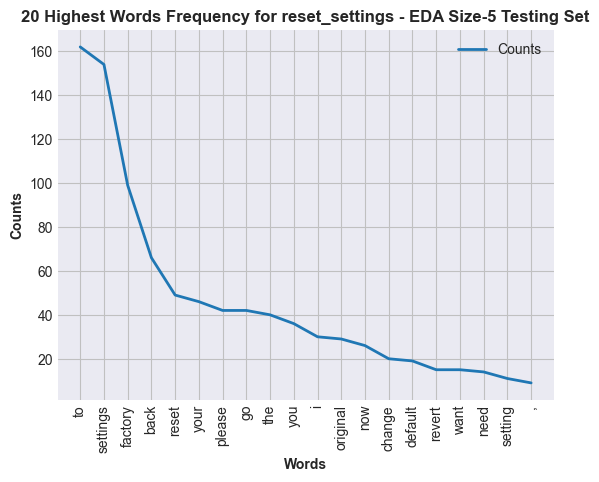 20 Highest Words Frequency for reset_settings - EDA Size-5 Testing Set
Counts
160
140
120
100
80
60
40
20
Counts
to
settings
factory
back
reset
your
please
go
the
you
i
original
now
change
default
revert
want
need
setting
,
Words